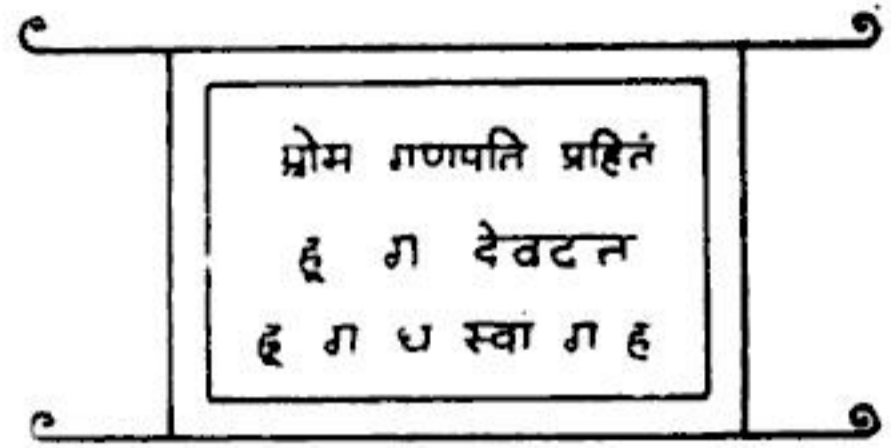 प्रोम गणपति प्रहितं
हू ग देवदत
हू ग ध स्वा ग ह